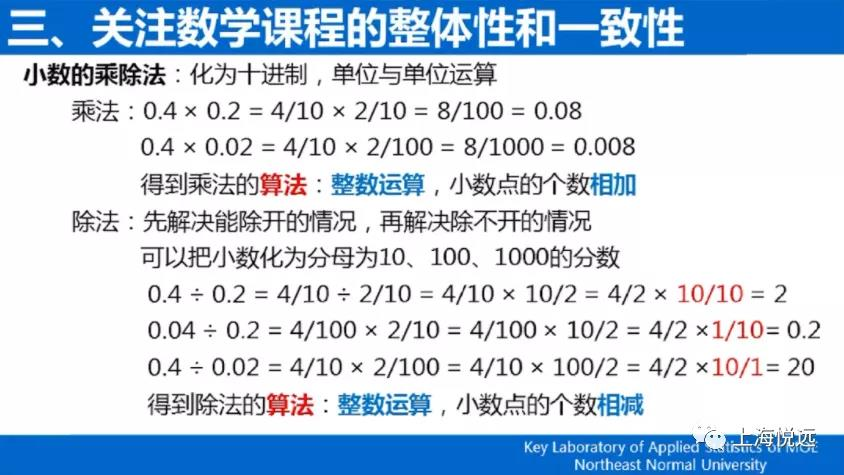 三、关注数学课程的整体性和一致性
小数的乘除法：化为十进制，单位与单位运算
乘法：0.4 × 0.2 = 4/10 × 2/10 = 8/100 = 0.08
0.4 × 0.02 = 4/10 × 2/100 = 8/1000 = 0.008
得到乘法的算法：整数运算，小数点的个数相加
除法：先解决能除开的情况，再解决除不开的情况
可以把小数化为分母为10、100、1000的分数
0.4 ÷ 0.2 = 4/10 ÷ 2/10 = 4/10 × 10/2 = 4/2 × 10/10 = 2
0.04 ÷ 0.2 = 4/100 × 2/10 = 4/100 × 10/2 = 4/2 ×1/10= 0.2
0.4 ÷ 0.02 = 4/10 × 2/100 = 4/10 × 100/2 = 4/2 ×10/1= 20
得到除法的算法：整数运算，小数点的个数相减
上海悦远
Key Laboratory of Applied Statistics of MOE
Northeast Normal University